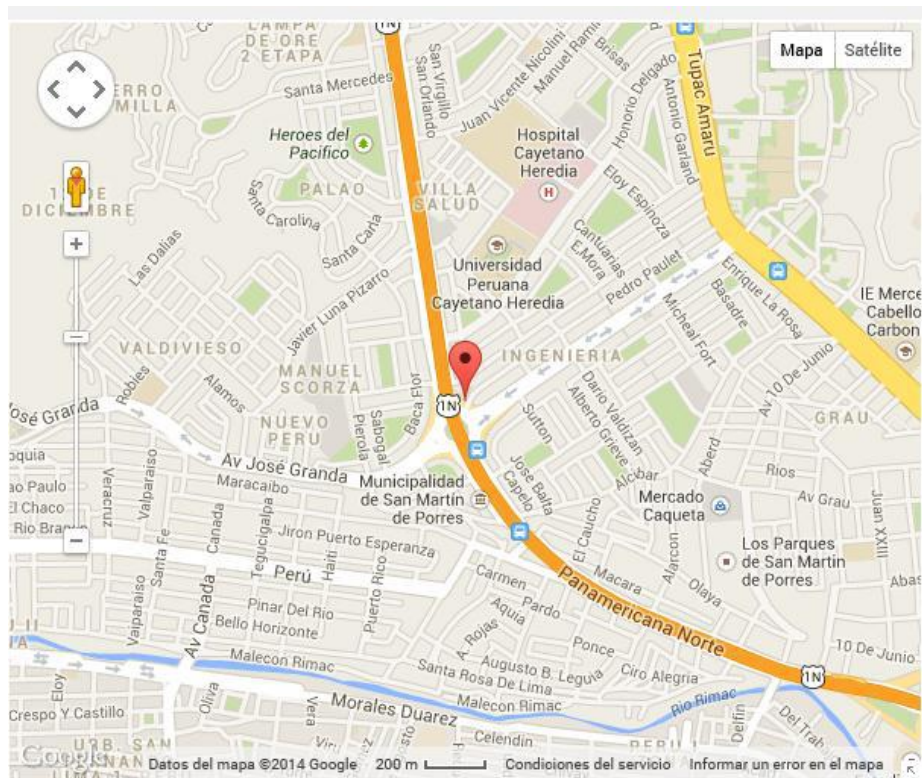 LAMPA
DE ORE
2 ETAPA
1N
San Virgilio
San Orlando
Santa Mercedes
Juan Vicente Nicolini
Manuel Rami
Brisas
Honorio Delgado
Antonio Garland
Tupac Amaru
Mapa
Satélite
ERRO
MILLA
Heroes del
Pacífico
Hospital
Cayetano
Heredia
H
PALAO
VILLA
SALUD
DICIEMBRE
Santa Carolina
Santa Carla
Eloy Espinoza
Cantuarias
E.Mora
Las Dalias
Javier Luna Pizarro
Universidad
Peruana
Cayetano Heredia
Pedro Paulet
Enrique La Rosa
Basadre
Micheal Fort
IE Merce
Cabello
Carbon
VALDIVIESO
MANUEL
SCORZA
INGENIERIA
Av 10 De Junio
Robles
Alamos
NUEVO
PERU
Pierola
Sabogal
Baca Flor
1N
Sutton
Dario Valdizan
Alberto Grieve
GRAU
José Granda
Av José Granda
oquia
Maracaibo
Municipalidad
de San Martín
de Porres
Jose Balta
Capelo
Alcibar
Aberd
Rios
ao Paulo
El Chaco
Rio Bran
Veracruz
Valparaiso
Santa Fe
Canada
Tegucigalpa
Haiti
Jiron Puerto Esperanza
Puerto Rico
El Caucho
Alarcon
Mercado
Caqueta
Av Grau
Juan XXIII
Perú
Los Parques
de San Martin
de Porres
Abas
Carmen
Macara
Olaya
Panamericana Norte
Valparaiso
Av Canada
Pinar Del Rio
Bello Horizonte
Aquia
Pardo
A. Rojas
Ponce
10 De Junio
Malecon Rimac
Augusto B. Leguia
Santa Rosa De Lima
Ciro Alegria
1N
Eloy
Oliva
Vera
Malecon Rimac
Rio Rimac
Morales Duarez
Delfin
Del Trab
Crespo Y Castillo
Celendin
URB. SAN
PERU I
Google
Datos del mapa ©2014 Google
200 m
Condiciones del servicio
Informar un error en el mapa